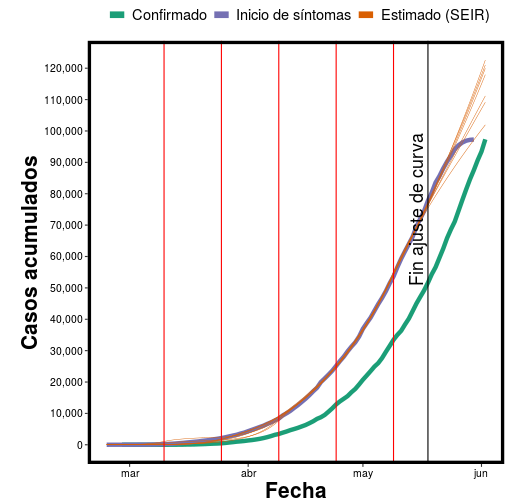 Confirmado Inicio de síntomas Estimado (SEIR)
120,000
110,000
100,000
90,000
80,000
70,000
60,000
50,000
40,000
30,000
20,000
10,000
0
Casos acumulados
Fin ajuste de curva
mar abr may jun
Fecha